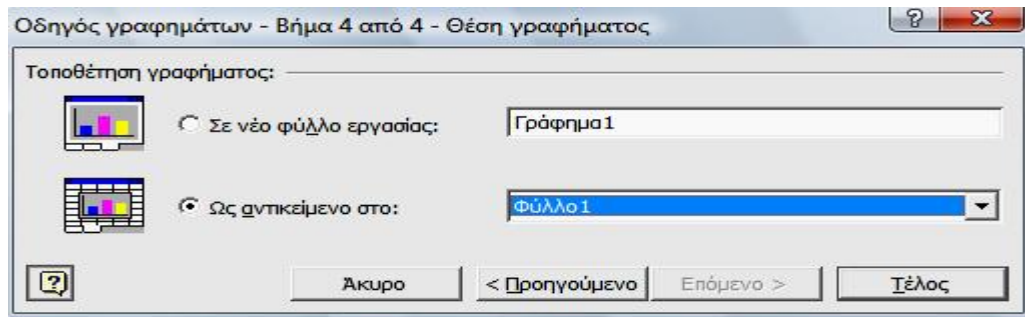 Οδηγός γραφημάτων - Βήμα 4 από 4 - Θέση γραφήματος
Τοποθέτηση γραφήματος:
Σε νέο φύλλο εργασίας: Γράφημα1
Ως αντικείμενο στο: Φύλλο1
Άκυρο < Προηγούμενο Επόμενο > Τέλος